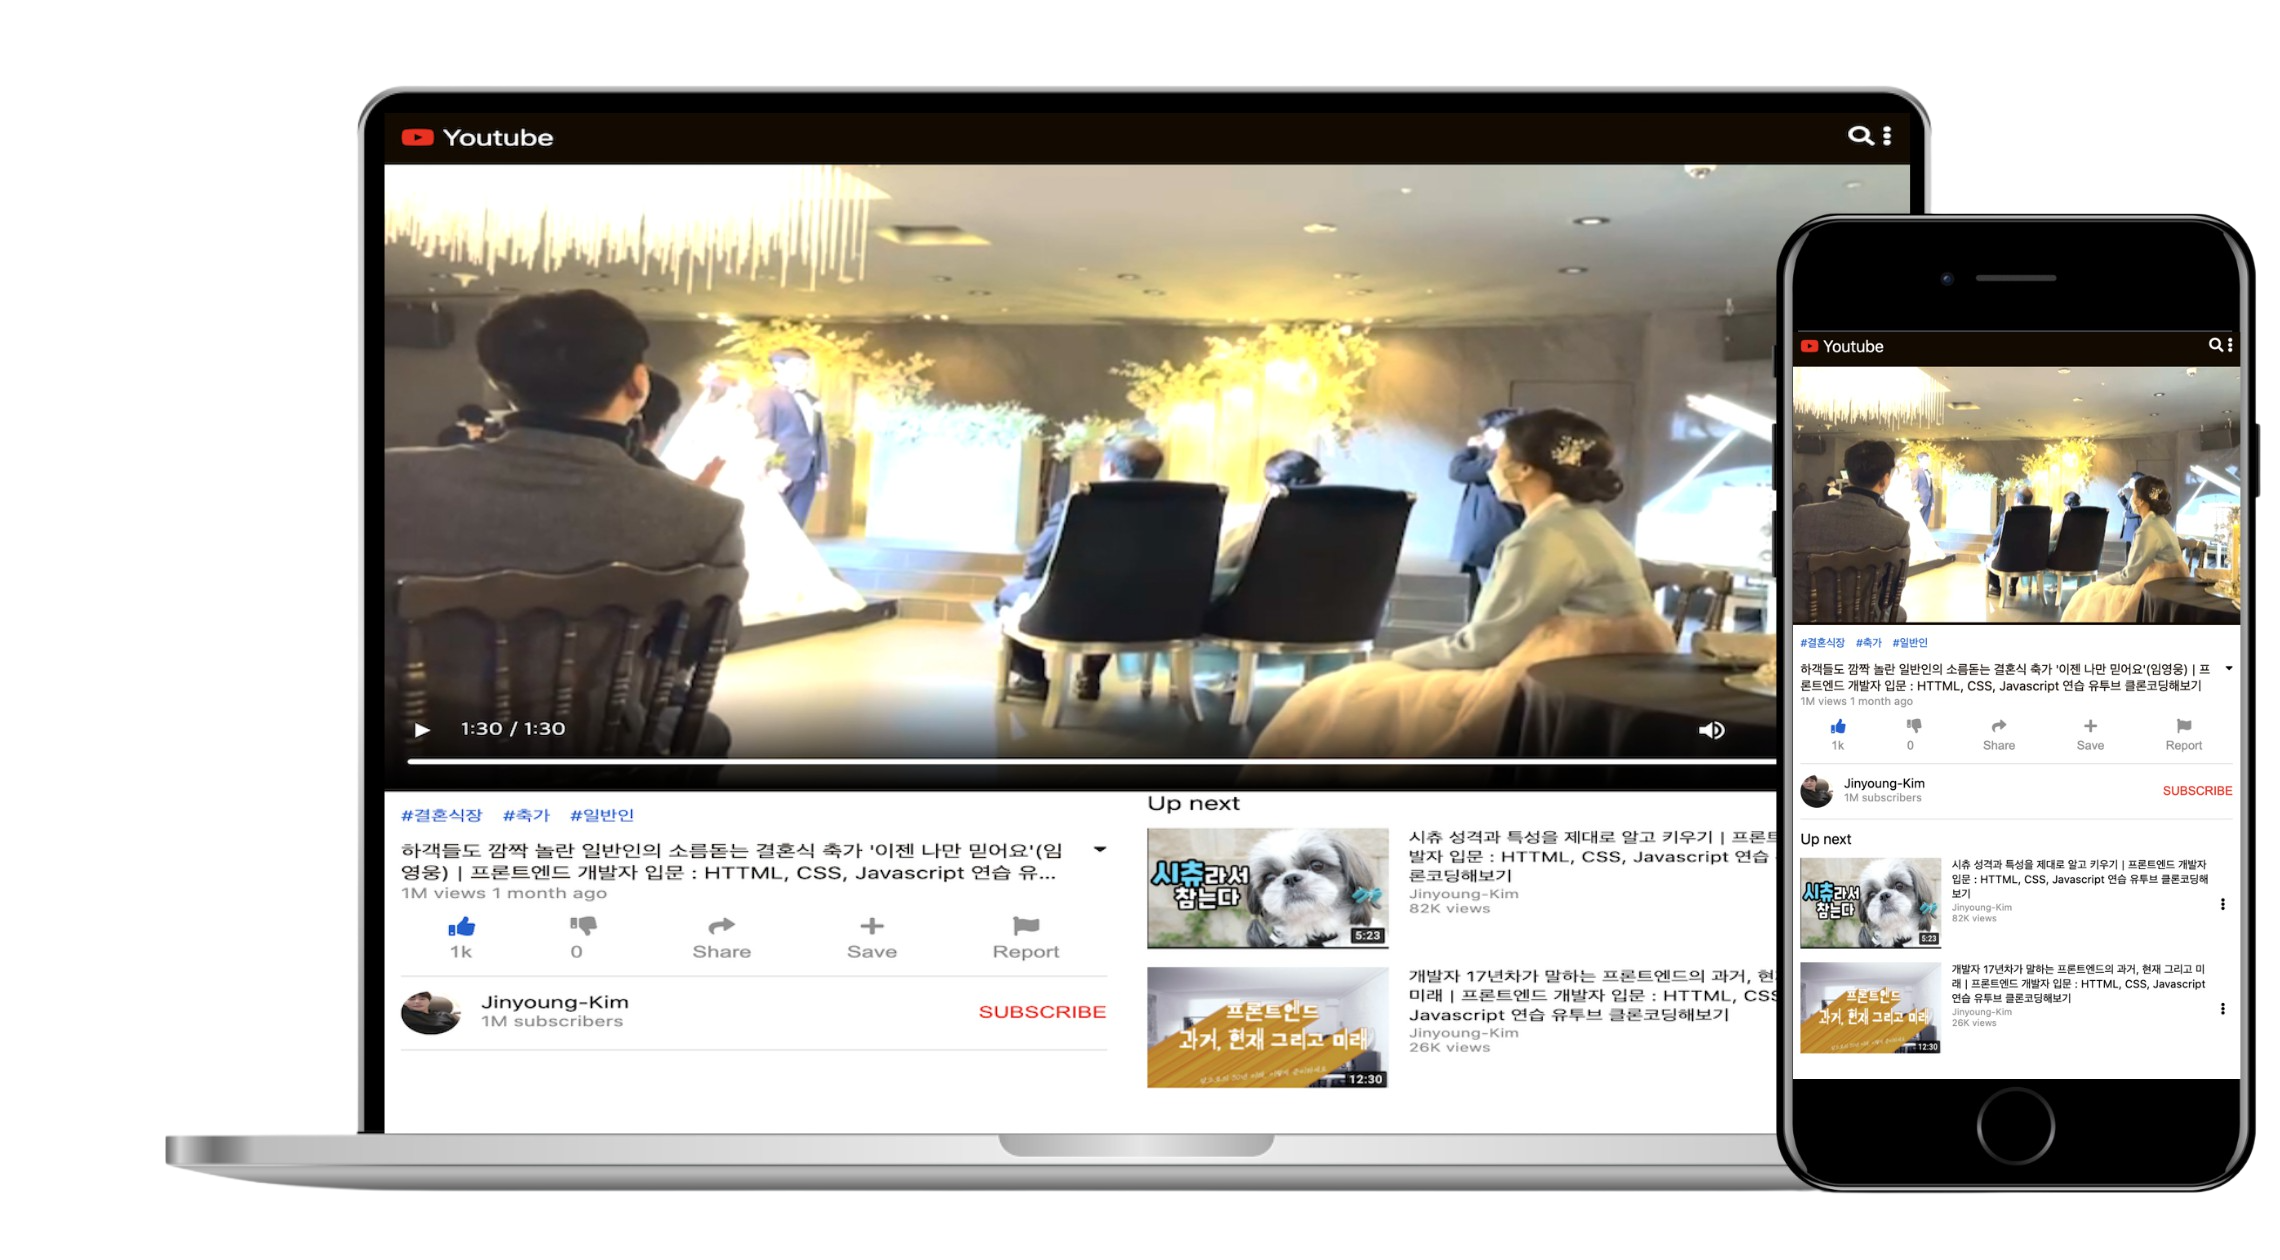 Youtube
1:30 / 1:30
#결혼식장 #축가 #일반인
하객들도 깜짝 놀란 일반인의 소름돋는 결혼식 축가 '이젠 나만 믿어요'(임
영웅) | 프론트엔드 개발자 입문 : HTTML, CSS, Javascript 연습 유...
1M views 1 month ago
1k 0 Share Save Report
Jinyoung-Kim
1M subscribers
SUBSCRIBE
Up next
시츄라서
참는다
5:23
시츄 성격과 특성을 제대로 알고 키우기 | 프론트
발자 입문 : HTTML, CSS, Javascript 연습
론코딩해보기
Jinyoung-Kim
82K views
프론트엔드
과거, 현재 그리고 미래
12:30
개발자 17년차가 말하는 프론트엔드의 과거, 현
미래 | 프론트엔드 개발자 입문 : HTTML, CSS
Javascript 연습 유투브 클론코딩해보기
Jinyoung-Kim
26K views
Youtube
#결혼식장 #축가 #일반인
하객들도 깜짝 놀란 일반인의 소름돋는 결혼식 축가 '이젠 나만 믿어요'(임영웅) | 프
론트엔드 개발자 입문 : HTTML, CSS, Javascript 연습 유투브 클론코딩해보기
1M views 1 month ago
1k 0 Share Save Report
Jinyoung-Kim
1M subscribers
SUBSCRIBE
Up next
시츄라서
참는다
5:23
시츄 성격과 특성을 제대로 알고 키우기 | 프론트엔드 개발자
입문 : HTTML, CSS, Javascript 연습 유투브 클론코딩해
보기
Jinyoung-Kim
82K views
프론트엔드
과거, 현재 그리고 미래
12:30
개발자 17년차가 말하는 프론트엔드의 과거, 현재 그리고 미
래 | 프론트엔드 개발자 입문 : HTTML, CSS, Javascript
연습 유투브 클론코딩해보기
Jinyoung-Kim
26K views